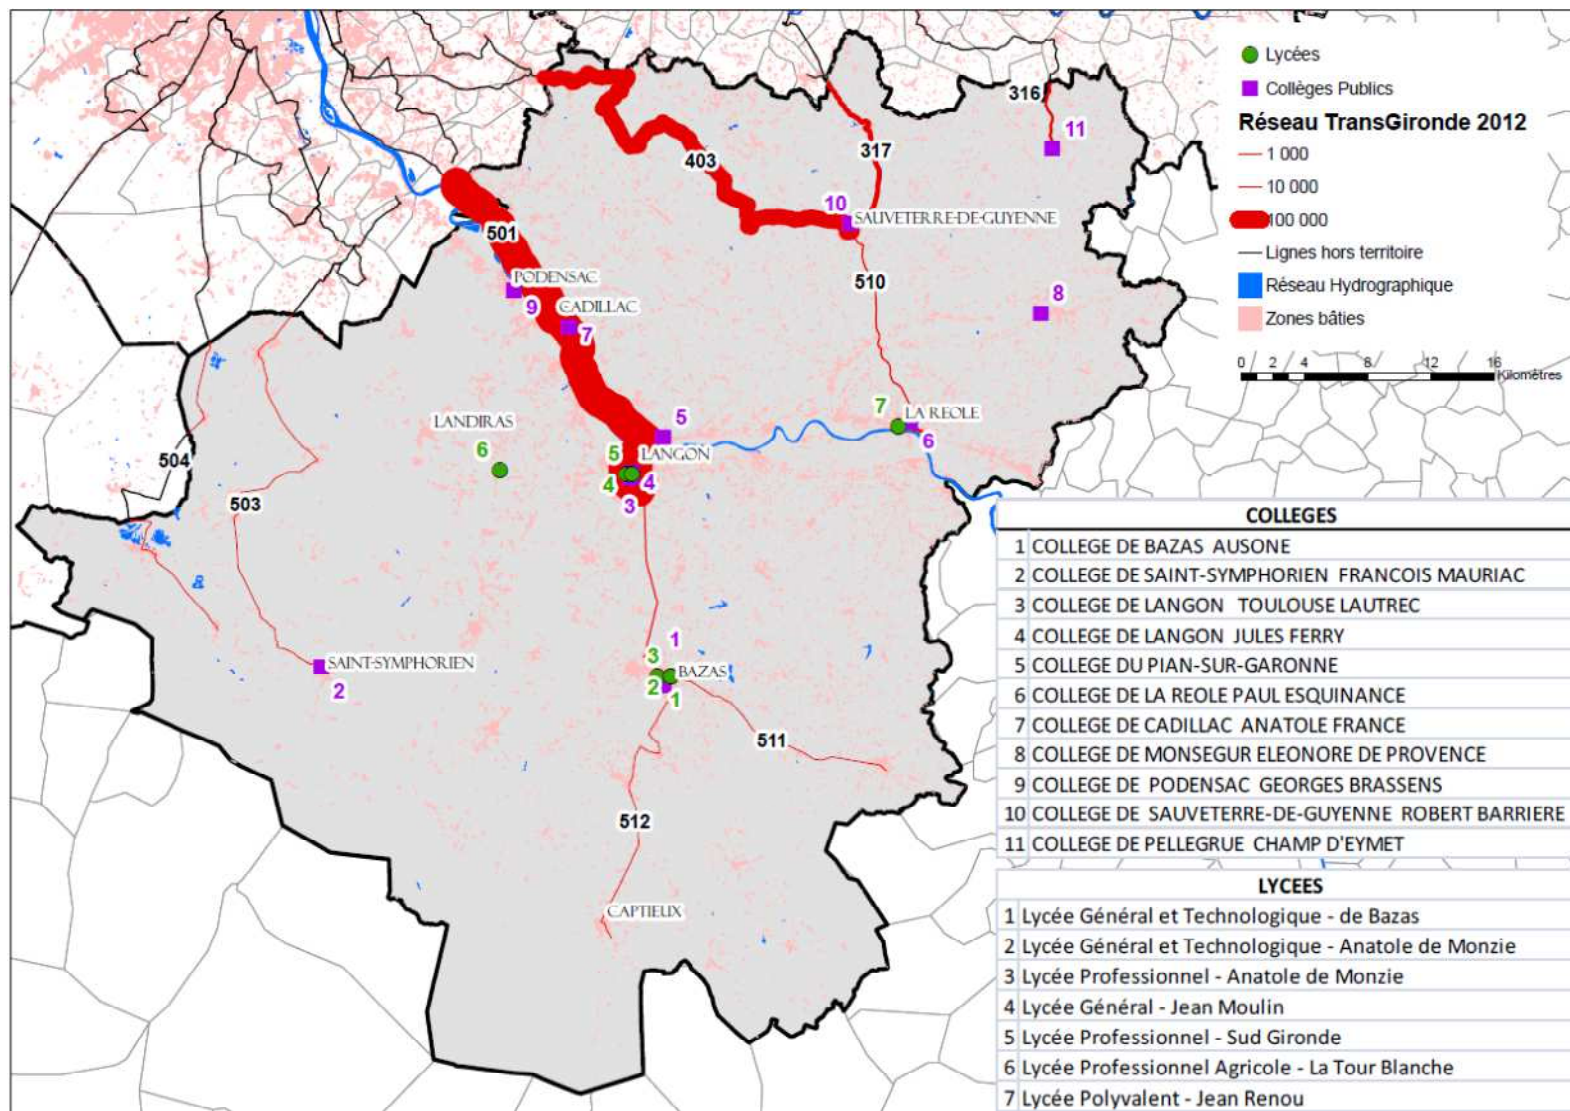 Lycées
Collèges Publics
Réseau TransGironde 2012
1 000
10 000
100 000
Lignes hors territoire
Réseau Hydrographique
Zones bâties
0 2 4 8 12 16
Kilomètres
316
11
317
403
10
SAUVETERRE-DE-GUYENNE
501
PODENSAC
9
CADILLAC
7
510
8
LANDIRAS
6
5
LANGON
5
4
4
3
7
LA REOLE
6
504
503
SAINT-SYMPHORIEN
2
1
3
BAZAS
2
1
511
512
CAPTIEUX
COLLEGES
1 COLLEGE DE BAZAS AUSONE
2 COLLEGE DE SAINT-SYMPHORIEN FRANCOIS MAURIAC
3 COLLEGE DE LANGON TOULOUSE LAUTREC
4 COLLEGE DE LANGON JULES FERRY
5 COLLEGE DU PIAN-SUR-GARONNE
6 COLLEGE DE LA REOLE PAUL ESQUINANCE
7 COLLEGE DE CADILLAC ANATOLE FRANCE
8 COLLEGE DE MONSEGUR ELEONORE DE PROVENCE
9 COLLEGE DE PODENSAC GEORGES BRASSENS
10 COLLEGE DE SAUVETERRE-DE-GUYENNE ROBERT BARRIERE
11 COLLEGE DE PELLEGRUE CHAMP D'EYMET
LYCEES
1 Lycée Général et Technologique - de Bazas
2 Lycée Général et Technologique - Anatole de Monzie
3 Lycée Professionnel - Anatole de Monzie
4 Lycée Général - Jean Moulin
5 Lycée Professionnel - Sud Gironde
6 Lycée Professionnel Agricole - La Tour Blanche
7 Lycée Polyvalent - Jean Renou